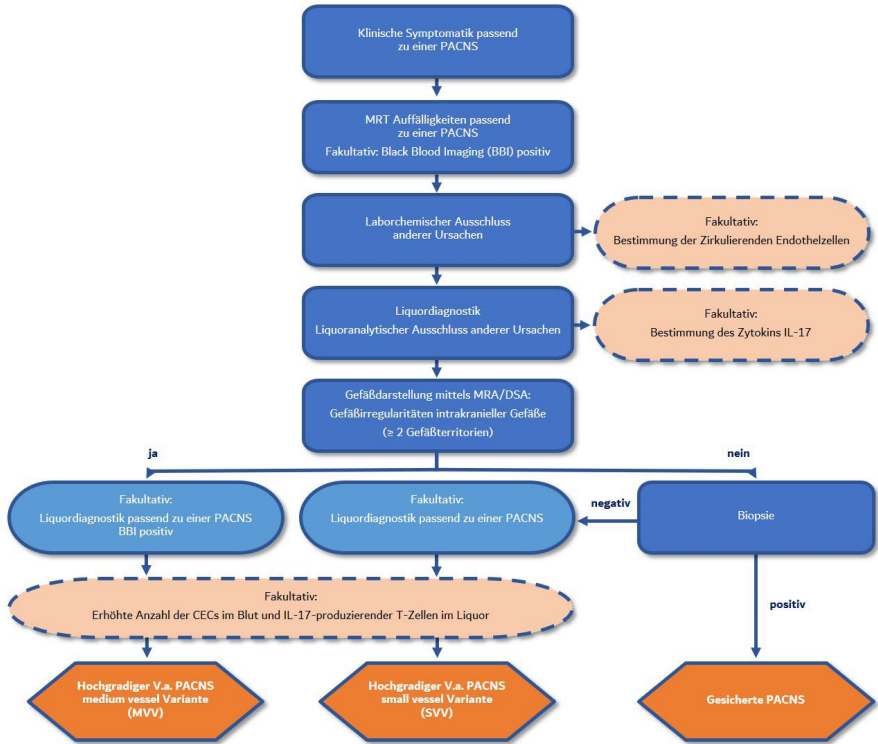 Klinische Symptomatik passend
zu einer PACNS
MRT Auffälligkeiten passend
zu einer PACNS
Fakultativ: Black Blood Imaging (BBI) positiv
Laborchemischer Ausschluss
anderer Ursachen
Fakultativ:
Bestimmung der Zirkulierenden Endothelzellen
Liquordiagnostik
Liquoranalytischer Ausschluss anderer Ursachen
Fakultativ:
Bestimmung des Zytokins IL-17
Gefäßdarstellung mittels MRA/DSA:
Gefäßirregularitäten intrakranieller Gefäße
(≥ 2 Gefäßterritorien)
ja
nein
Fakultativ:
Liquordiagnostik passend zu einer PACNS
BBI positiv
Fakultativ:
Liquordiagnostik passend zu einer PACNS
negativ
Biopsie
Fakultativ:
Erhöhte Anzahl der CECs im Blut und IL-17-produzierender T-Zellen im Liquor
positiv
Hochgradiger V.a. PACNS
medium vessel Variante
(MVV)
Hochgradiger V.a. PACNS
small vessel Variante
(SVV)
Gesicherte PACNS